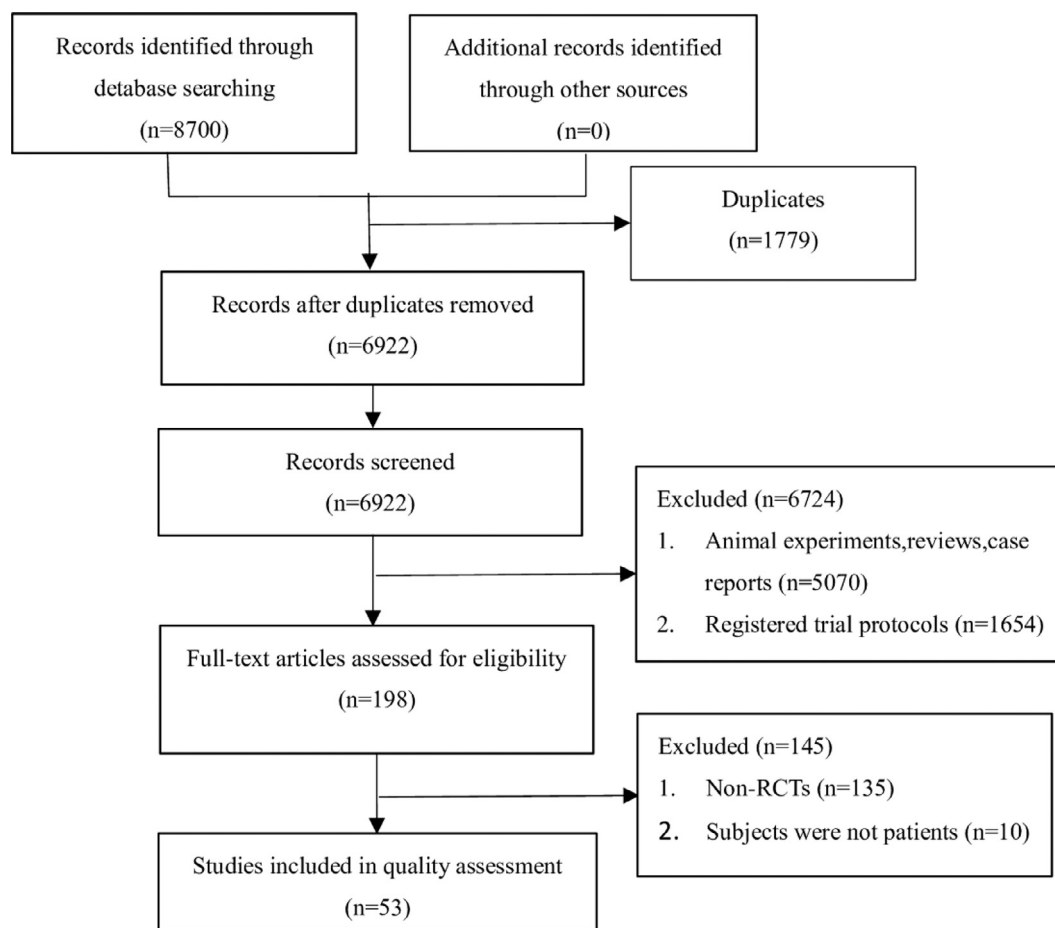 Records identified through
detabase searching
(n=8700)
Additional records identified
through other sources
(n=0)
Duplicates
(n=1779)
Records after duplicates removed
(n=6922)
Records screened
(n=6922)
Excluded (n=6724)
1. Animal experiments,reviews,case
reports (n=5070)
2. Registered trial protocols (n=1654)
Full-text articles assessed for eligibility
(n=198)
Excluded (n=145)
1. Non-RCTs (n=135)
2. Subjects were not patients (n=10)
Studies included in quality assessment
(n=53)